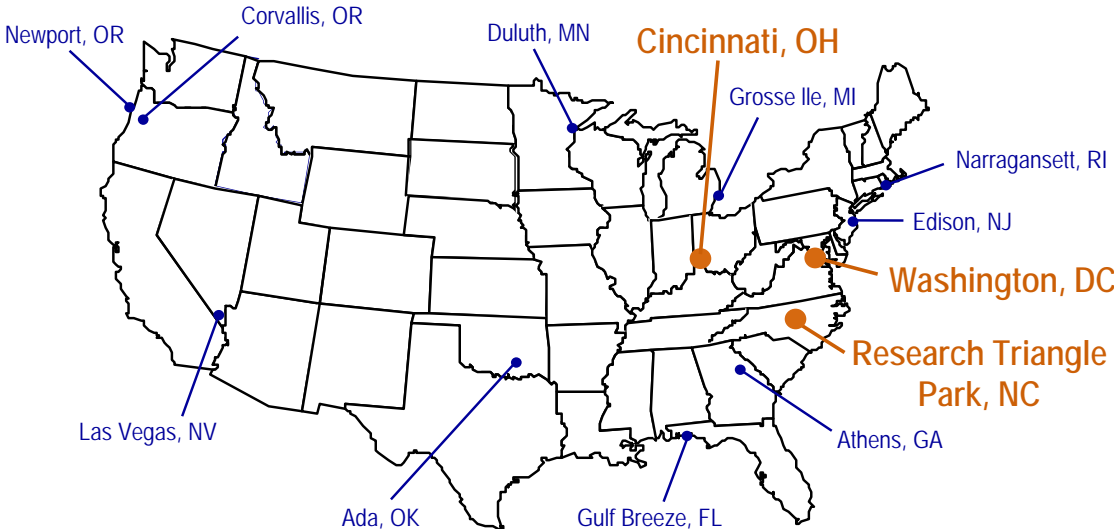 Corvallis, OR
Newport, OR
Duluth, MN
Cincinnati, OH
Grosse Ile, MI
Narragansett, RI
Edison, NJ
Washington, DC
Research Triangle
Park, NC
Las Vegas, NV
Athens, GA
Ada, OK
Gulf Breeze, FL